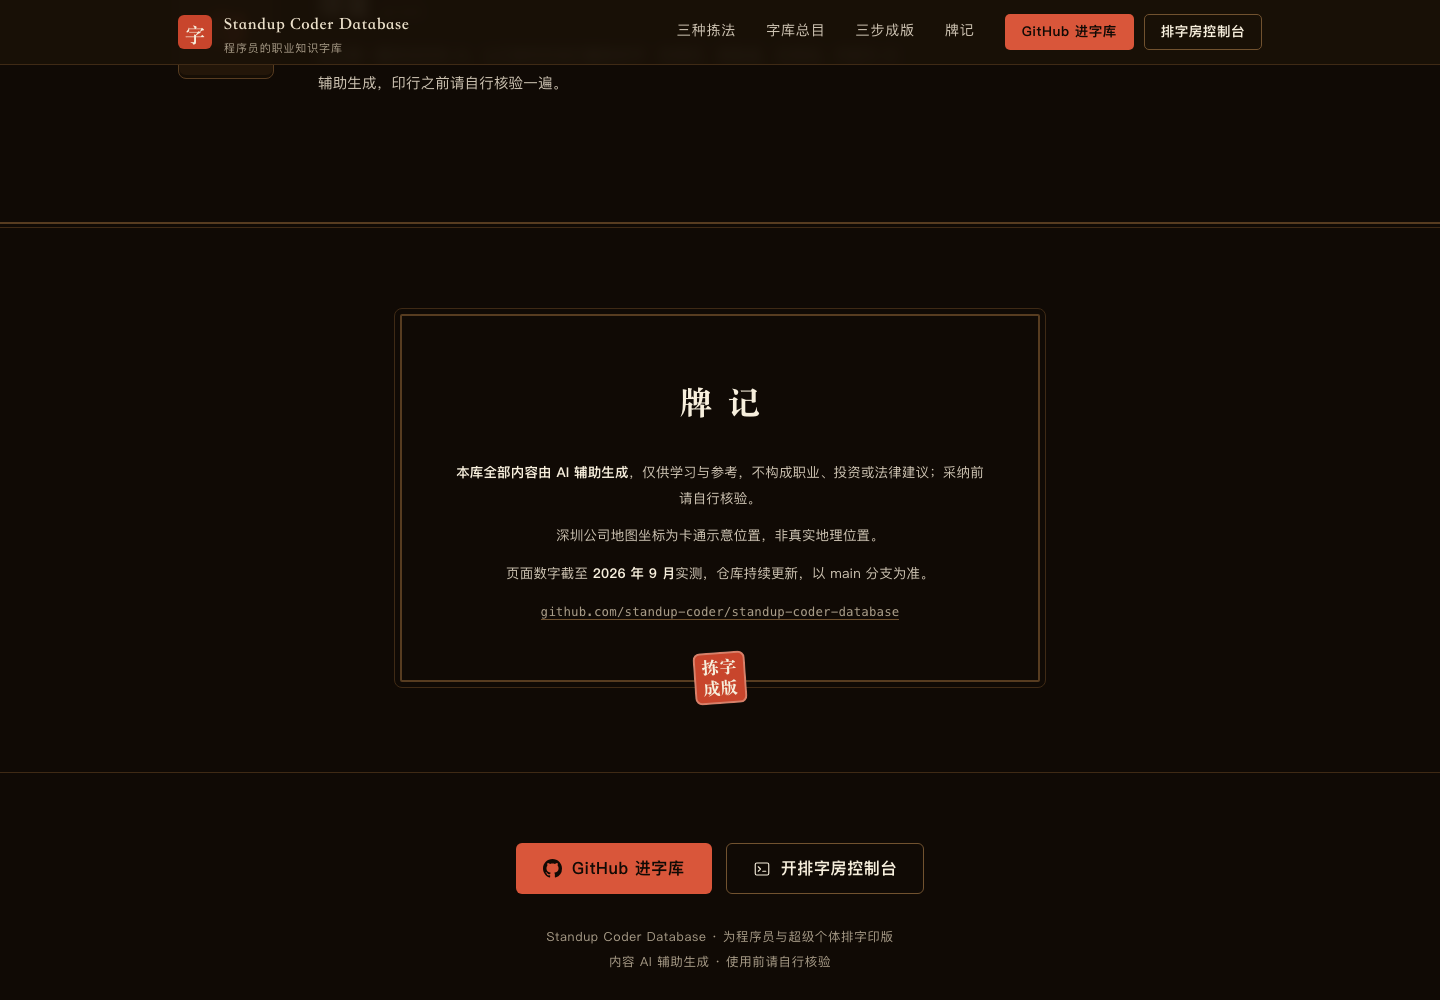 字
Standup Coder Database
程序员的职业知识字库
三种拣法
字库总目
三步成版
牌记
GitHub 进字库
排字房控制台
辅助生成，印行之前请自行核验一遍。
牌记
本库全部内容由 AI 辅助生成，仅供学习与参考，不构成职业、投资或法律建议；采纳前
请自行核验。
深圳公司地图坐标为卡通示意位置，非真实地理位置。
页面数字截至 2026 年 9 月实测，仓库持续更新，以 main 分支为准。
github.com/standup-coder/standup-coder-database
拣字
成版
GitHub 进字库
开排字房控制台
Standup Coder Database · 为程序员与超级个体排字印版
内容 AI 辅助生成 · 使用前请自行核验